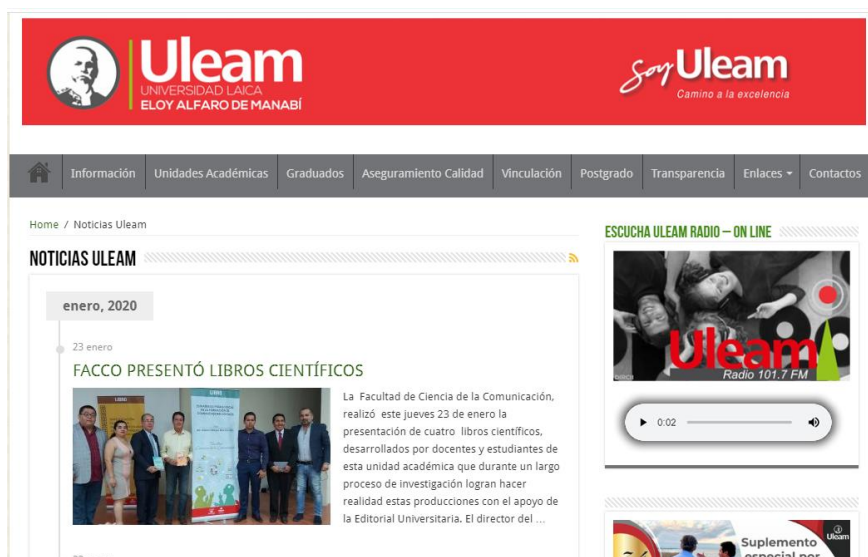 Uleam
UNIVERSIDAD LAICA
ELOY ALFARO DE MANABÍ
Soy Uleam
Camino a la excelencia
Información Unidades Académicas Graduados Aseguramiento Calidad Vinculación Postgrado Transparencia Enlaces Contactos
Home / Noticias Uleam
NOTICIAS ULEAM
enero, 2020
23 enero
FACCO PRESENTÓ LIBROS CIENTÍFICOS
La Facultad de Ciencia de la Comunicación,
realizó este jueves 23 de enero la
presentación de cuatro libros científicos,
desarrollados por docentes y estudiantes de
esta unidad académica que durante un largo
proceso de investigación logran hacer
realidad estas producciones con el apoyo de
la Editorial Universitaria. El director del ...
ESCUCHA ULEAM RADIO – ON LINE
Uleam
Radio 101.7 FM
0:02
Suplemento
especial por
Uleam